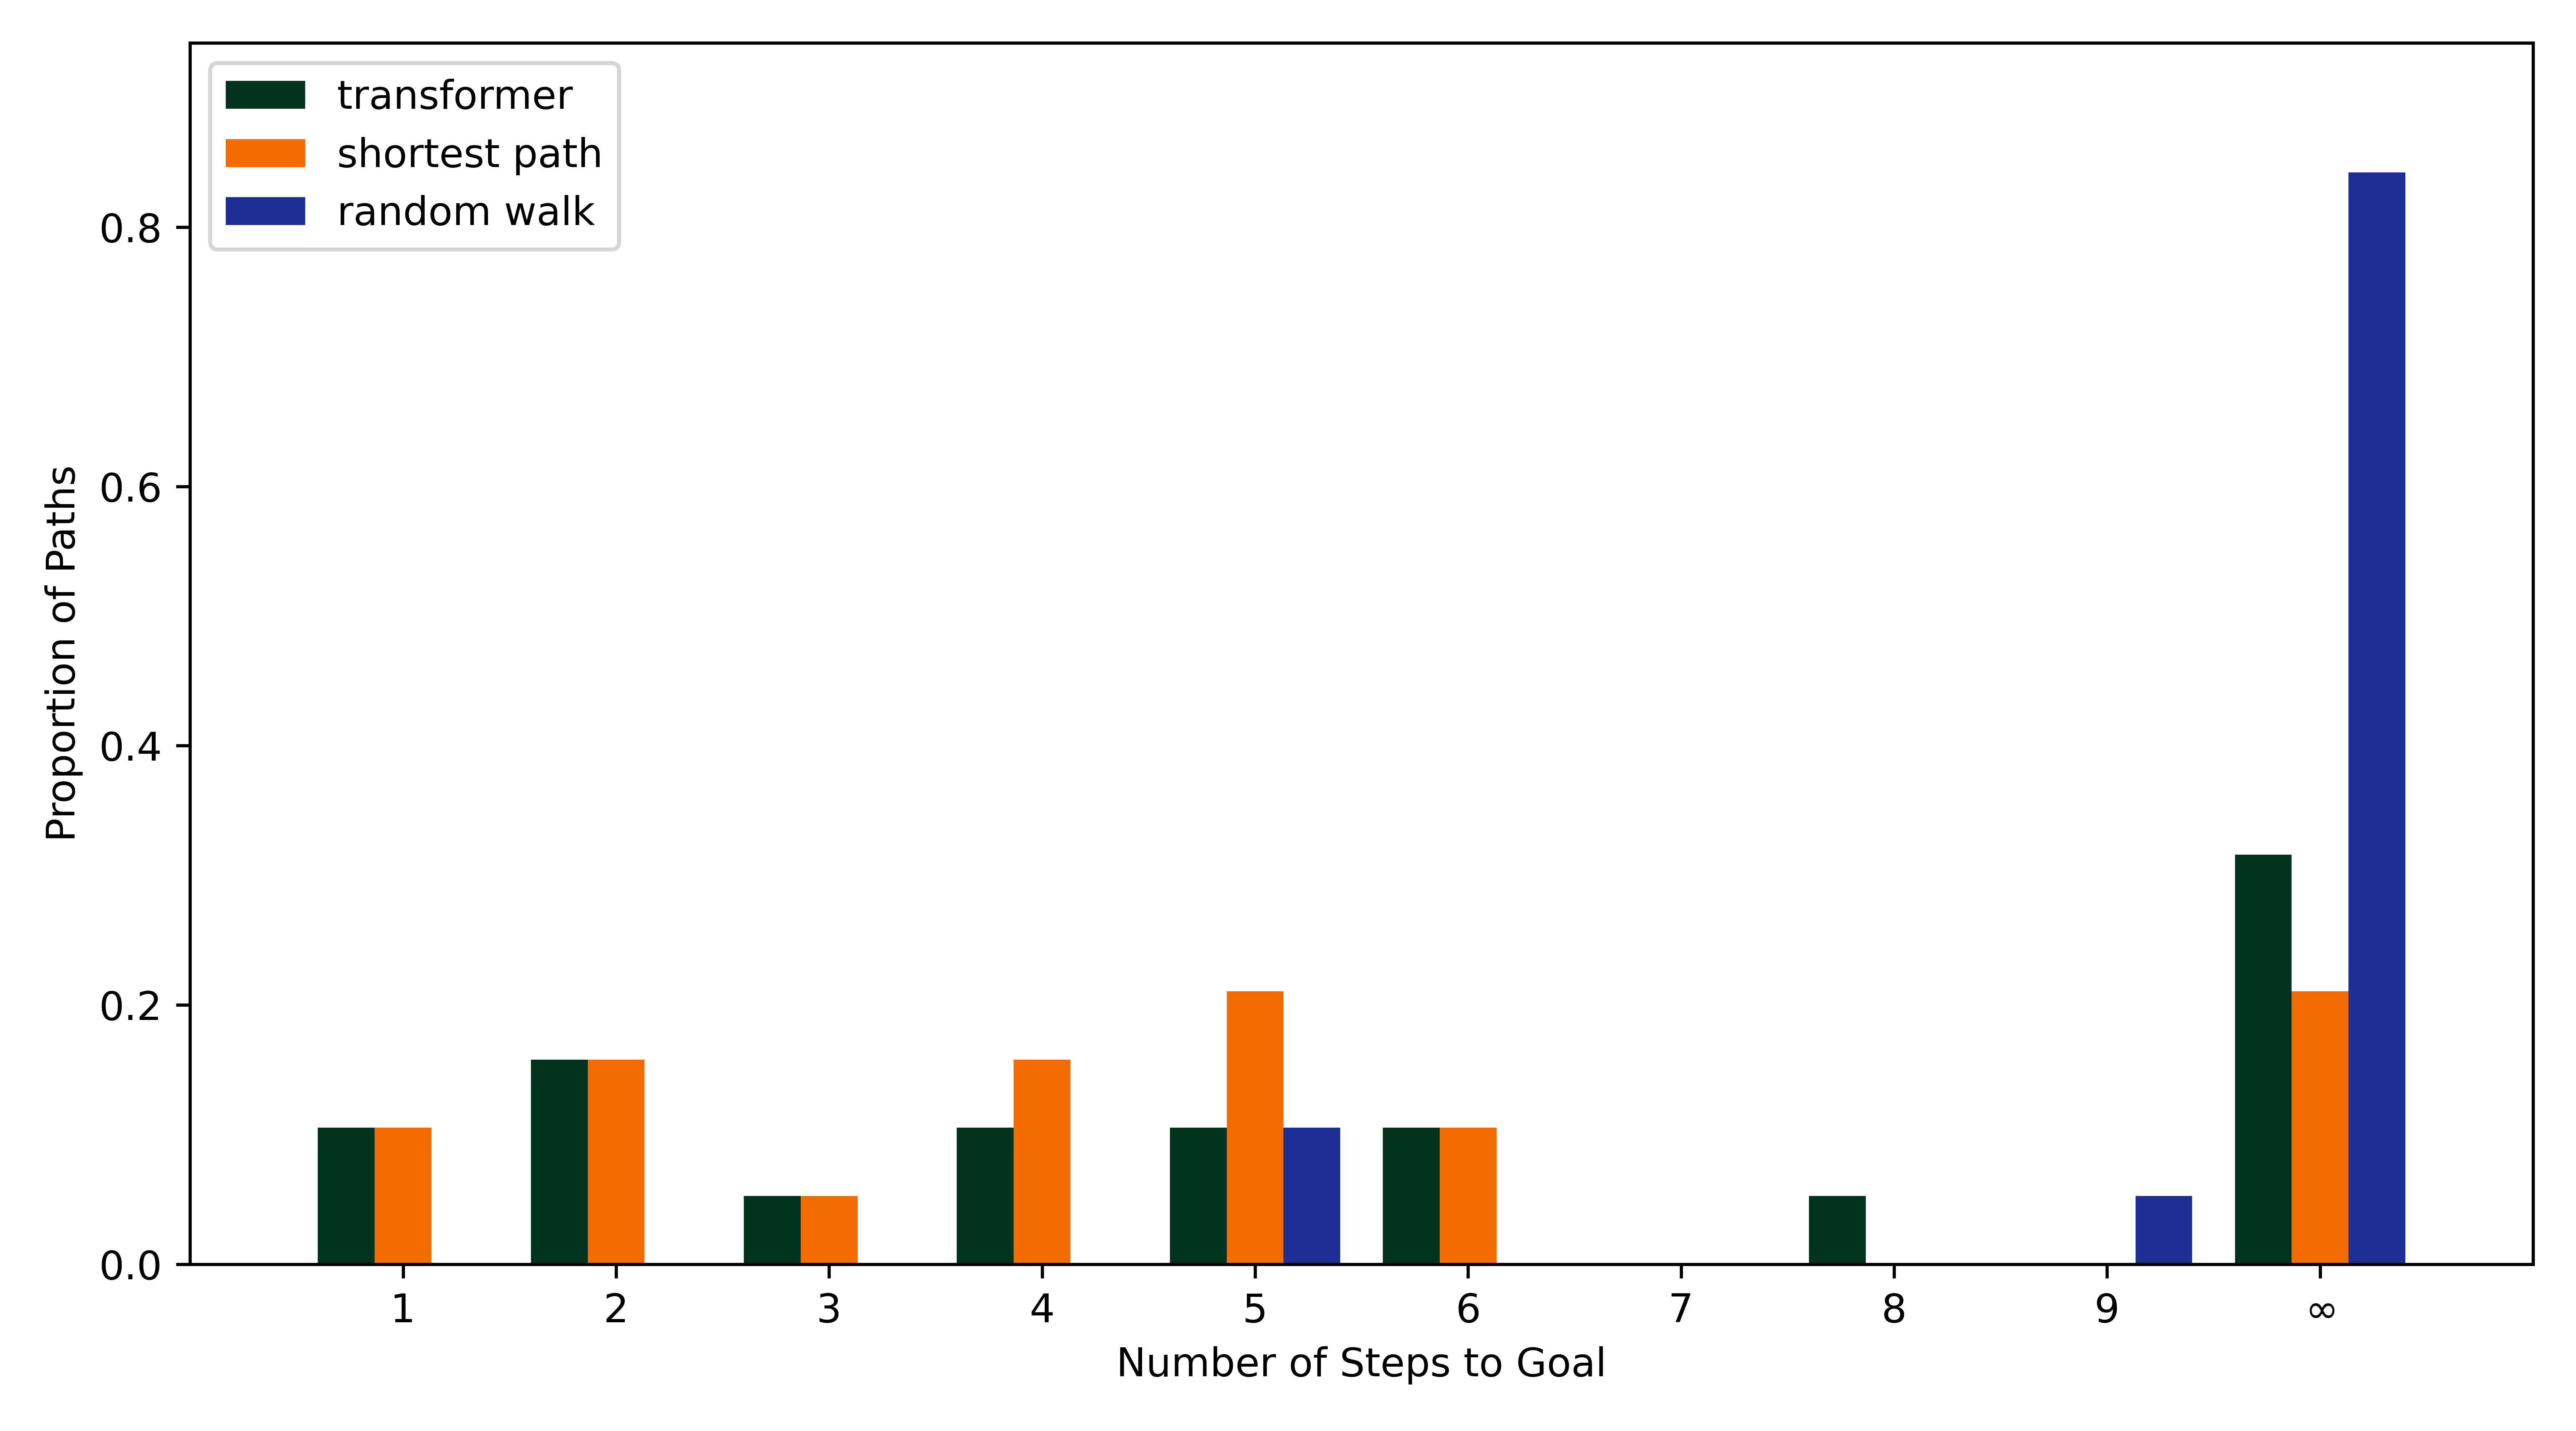 transformer
shortest path
random walk
0.8
0.6
0.4
0.2
0.0
Proportion of Paths
1 2 3 4 5 6 7 8 9 ∞
Number of Steps to Goal